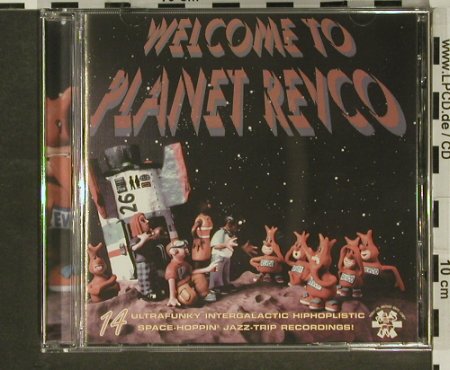 WELCOME TO
PLANET REVCO
26
14 ULTRAFUNKY INTERGALACTIC HIPHOPLISTIC
SPACE-HOPPIN' JAZZ-TRIP RECORDINGS!
www.LPCD.de / CD
10 cm